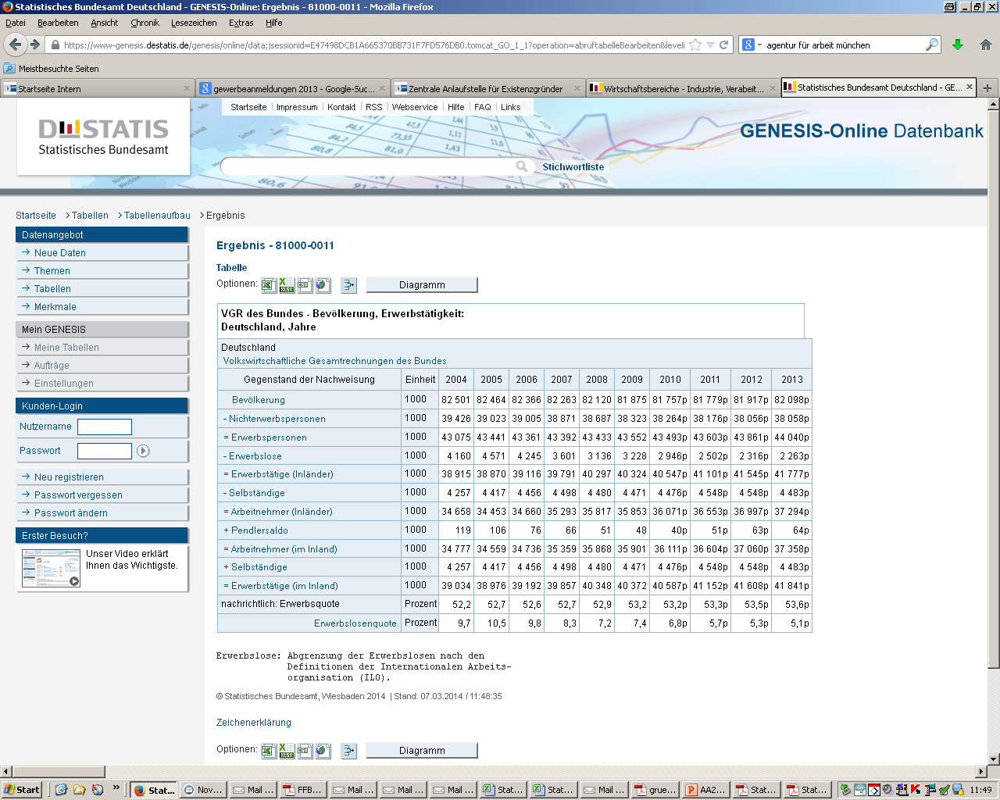 Statistisches Bundesamt Deutschland - GENESIS-Online: Ergebnis - 81000-0011 - Mozilla Firefox
Datei Bearbeiten Ansicht Chronik Lesezeichen Extras Hilfe
https://www-genesis.destatis.de/genesis/online/data;jsessionid=E47498DCB1A665370BB731F7FD576DB0.tomcat_GO_1_1?operation=abruftabelleBearbeiten&leveli
agentur für arbeit münchen
Meistbesuchte Seiten
Startseite Intern
gewerbeanmeldungen 2013 - Google-Suc...
Zentrale Anlaufstelle für Existenzgründer
Wirtschaftsbereiche - Industrie, Verarbeit...
Statistisches Bundesamt Deutschland - GE...
Startseite Impressum Kontakt RSS Webservice Hilfe FAQ Links
DESTATIS
Statistisches Bundesamt
GENESIS-Online Datenbank
Stichwortliste
Startseite Tabellen Tabellenaufbau Ergebnis
Datenangebot
Neue Daten
Themen
Tabellen
Merkmale
Mein GENESIS
Meine Tabellen
Aufträge
Einstellungen
Kunden-Login
Nutzername
Passwort
Neu registrieren
Passwort vergessen
Passwort ändern
Erster Besuch?
Unser Video erklärt
Ihnen das Wichtigste.
Ergebnis - 81000-0011
Tabelle
Optionen: Diagramm
VGR des Bundes - Bevölkerung, Erwerbstätigkeit:
Deutschland, Jahre
Deutschland
Volkswirtschaftliche Gesamtrechnungen des Bundes
Gegenstand der Nachweisung Einheit 2004 2005 2006 2007 2008 2009 2010 2011 2012 2013
Bevölkerung 1000 82 501 82 464 82 366 82 263 82 120 81 875 81 757p 81 779p 81 917p 82 098p
- Nichterwerbspersonen 1000 39 426 39 023 39 005 38 871 38 687 38 323 38 264p 38 176p 38 056p 38 058p
= Erwerbspersonen 1000 43 075 43 441 43 361 43 392 43 433 43 552 43 493p 43 603p 43 861p 44 040p
- Erwerbslose 1000 4 160 4 571 4 245 3 601 3 136 3 228 2 946p 2 502p 2 316p 2 263p
= Erwerbstätige (Inländer) 1000 38 915 38 870 39 116 39 791 40 297 40 324 40 547p 41 101p 41 545p 41 777p
- Selbständige 1000 4 257 4 417 4 456 4 498 4 480 4 471 4 476p 4 548p 4 548p 4 483p
= Arbeitnehmer (Inländer) 1000 34 658 34 453 34 660 35 293 35 817 35 853 36 071p 36 553p 36 997p 37 294p
+ Pendlersaldo 1000 119 106 76 66 51 48 40p 51p 63p 64p
= Arbeitnehmer (im Inland) 1000 34 777 34 559 34 736 35 359 35 868 35 901 36 111p 36 604p 37 060p 37 358p
+ Selbständige 1000 4 257 4 417 4 456 4 498 4 480 4 471 4 476p 4 548p 4 548p 4 483p
= Erwerbstätige (im Inland) 1000 39 034 38 976 39 192 39 857 40 348 40 372 40 587p 41 152p 41 608p 41 841p
nachrichtlich: Erwerbsquote Prozent 52,2 52,7 52,6 52,7 52,9 53,2 53,2p 53,3p 53,5p 53,6p
Erwerbslosenquote Prozent 9,7 10,5 9,8 8,3 7,2 7,4 6,8p 5,7p 5,3p 5,1p
Erwerbslose: Abgrenzung der Erwerbslosen nach den
Definitionen der Internationalen Arbeits-
organisation (ILO).
© Statistisches Bundesamt, Wiesbaden 2014 | Stand: 07.03.2014 / 11:48:35
Zeichenerklärung
Optionen: Diagramm
Start Stat... Nov... Mail ... FFB... Mail ... Mail ... Mail ... Stat... Stat... Mail ... grue... AA2... Stat... Stat... 11:49